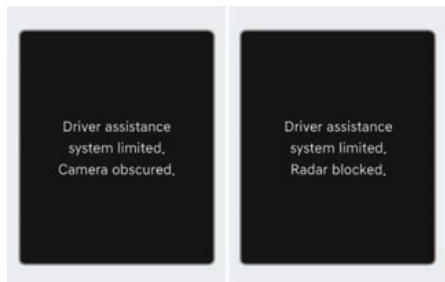 Driver assistance
system limited.
Camera obscured.
Driver assistance
system limited.
Radar blocked.